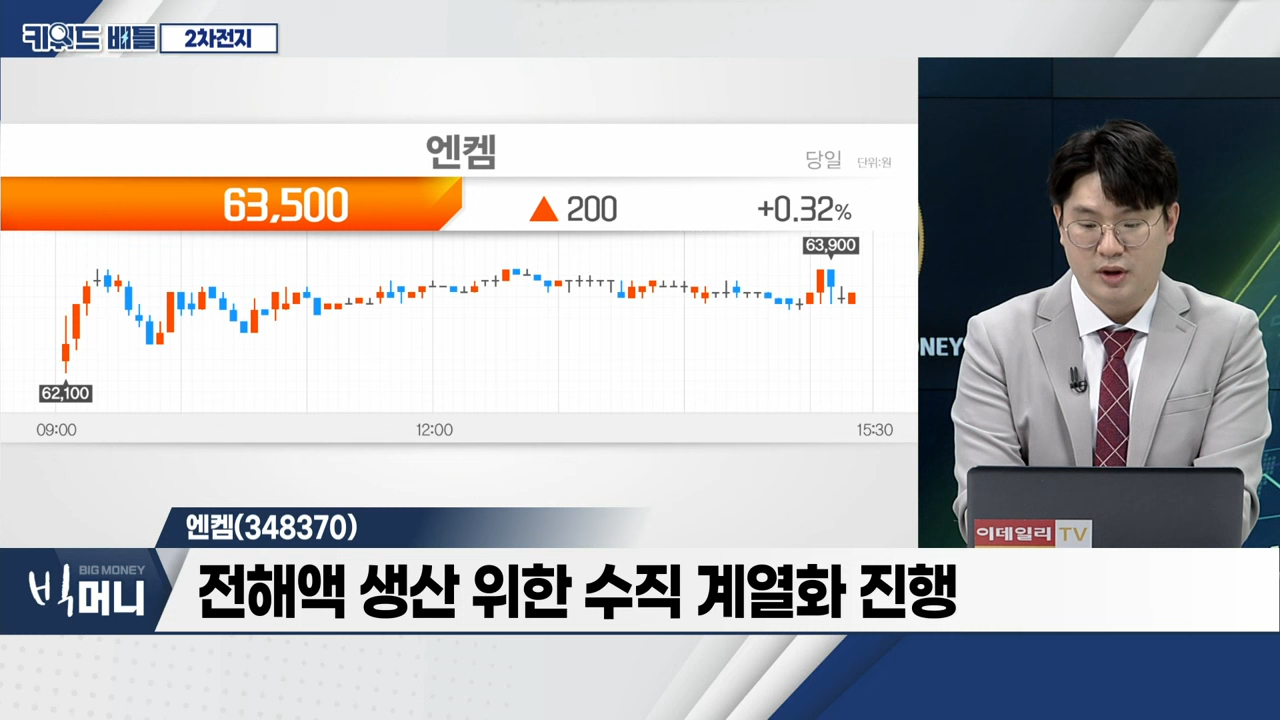 키워드 배틀 2차전지
엔켐
당일 단위:원
63,500 ▲ 200 +0.32%
63,900
62,100
09:00 12:00 15:30
NEY
이데일리TV
엔켐(348370)
BIG MONEY
빅머니
전해액 생산 위한 수직 계열화 진행